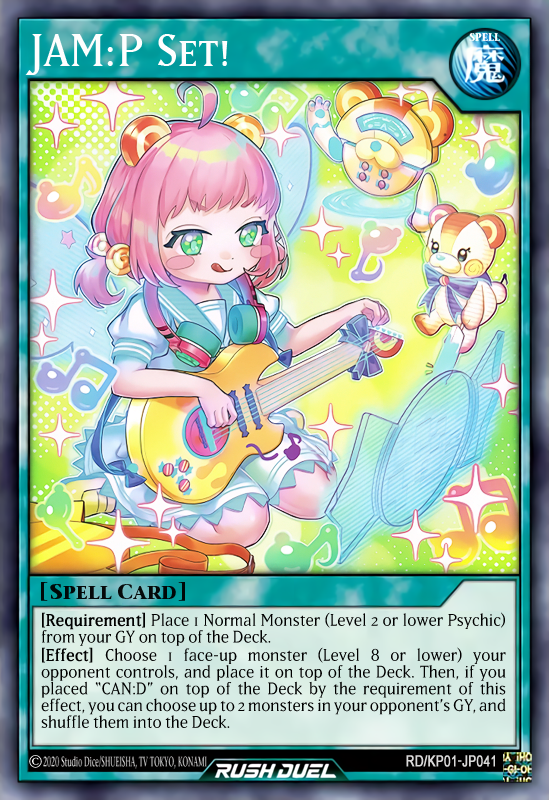 JAM:P SET!
SPELL
魔
[SPELL CARD]
[Requirement] Place 1 Normal Monster (Level 2 or lower Psychic)
from your GY on top of the Deck.
[Effect] Choose 1 face-up monster (Level 8 or lower) your
opponent controls, and place it on top of the Deck. Then, if you
placed “CAN:D” on top of the Deck by the requirement of this
effect, you can choose up to 2 monsters in your opponent's GY, and
shuffle them into the Deck.
©2020 Studio Dice/SHUEISHA, TV TOKYO, KONAMI
RUSH DUEL
RD/KP01-JP041